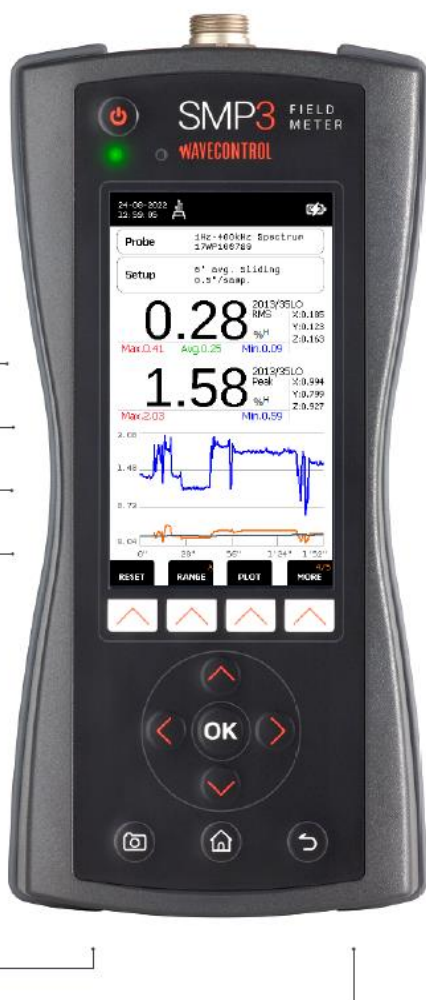 SMP3 FIELD
METER
WAVECONTROL
24-08-2022
12:59:05
Probe 1Hz-400kHz Spectrum
17WP100789
Setup 6' avg. sliding
0.5"/samp.
0.28 2013/35LO
RMS
%H
X:0.185
Y:0.123
Z:0.163
Max.0.41 Avg.0.25 Min.0.09
1.58 2013/35LO
Peak
%H
X:0.994
Y:0.799
Z:0.927
Max.2.03 Min.0.59
1.48
0.04
0" 28" 56" 1'24" 1'52"
RESET RANGE A PLOT MORE 4/5
OK